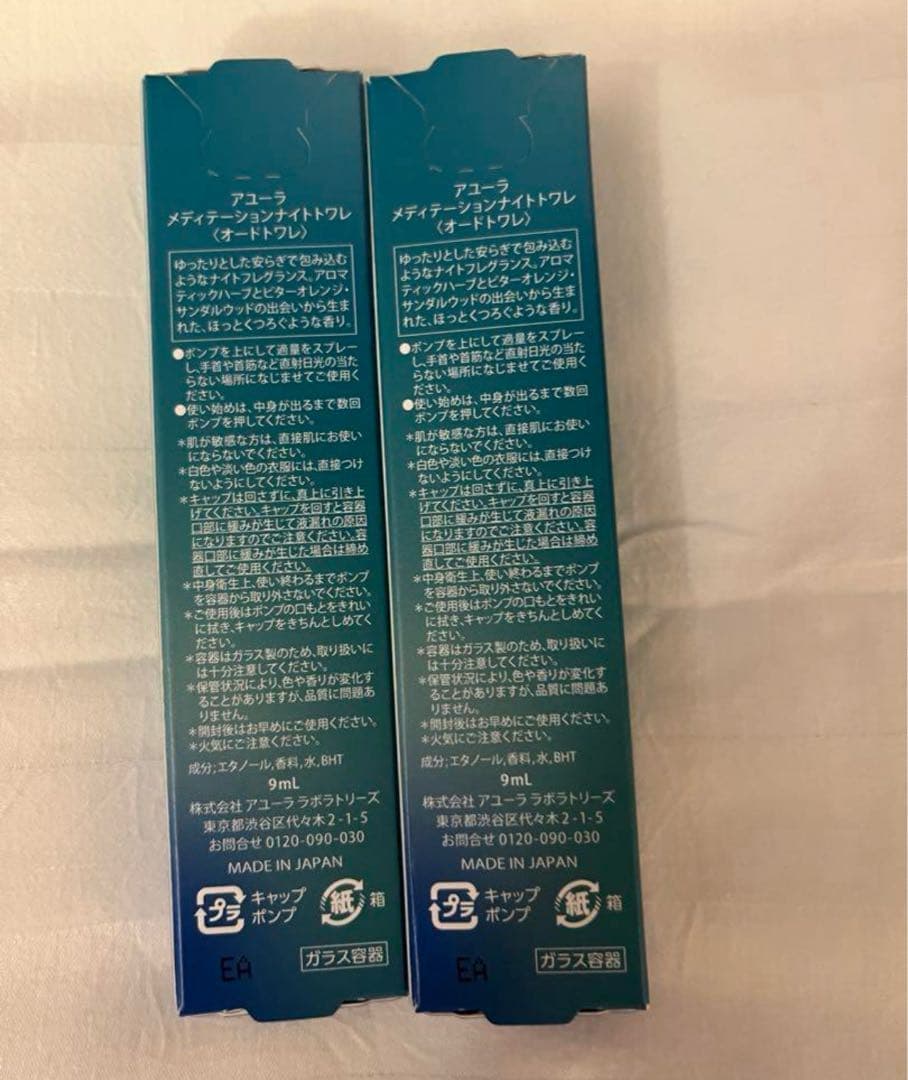 アユーラ
メディテーションナイトトワレ
〈オードトワレ〉
ゆったりとした安らぎで包み込む
ようなナイトフレグランス。アロマ
ティックハーブとビターオレンジ・
サンダルウッドの出会いから生ま
れた、ほっとくつろぐような香り。
●ポンプを上にして適量をスプレー
し、手首や首筋など直射日光の当た
らない場所になじませてご使用く
ださい。
●使い始めは、中身が出るまで数回
ポンプを押してください。
＊肌が敏感な方は、直接肌にお使い
にならないでください。
＊白色や淡い色の衣服には、直接つけ
ないようにしてください。
＊キャップは回さずに、真上に引き上
げてください。キャップを回すと容器
口部に緩みが生じて液漏れの原因
になりますのでご注意ください。容
器口部に緩みが生じた場合は締め
直してご使用ください。
＊中身衛生上、使い終わるまでポンプ
を容器から取り外さないでください。
＊ご使用後はポンプの口もとをきれい
に拭き、キャップをきちんとしめてく
ださい。
＊容器はガラス製のため、取り扱いに
は十分注意してください。
＊保管状況により、色や香りが変化す
ることがありますが、品質に問題あ
りません。
＊開封後はお早めにご使用ください。
＊火気にご注意ください。
成分;エタノール,香料,水,BHT
9mL
株式会社 アユーラ ラボラトリーズ
東京都渋谷区代々木2-1-5
お問合せ 0120-090-030
MADE IN JAPAN
プラ キャップ
ポンプ
紙 箱
EA
ガラス容器
アユーラ
メディテーションナイトトワレ
〈オードトワレ〉
ゆったりとした安らぎで包み込む
ようなナイトフレグランス。アロマ
ティックハーブとビターオレンジ・
サンダルウッドの出会いから生ま
れた、ほっとくつろぐような香り。
●ポンプを上にして適量をスプレー
し、手首や首筋など直射日光の当た
らない場所になじませてご使用く
ださい。
●使い始めは、中身が出るまで数回
ポンプを押してください。
＊肌が敏感な方は、直接肌にお使い
にならないでください。
＊白色や淡い色の衣服には、直接つけ
ないようにしてください。
＊キャップは回さずに、真上に引き上
げてください。キャップを回すと容器
口部に緩みが生じて液漏れの原因
になりますのでご注意ください。容
器口部に緩みが生じた場合は締め
直してご使用ください。
＊中身衛生上、使い終わるまでポンプ
を容器から取り外さないでください。
＊ご使用後はポンプの口もとをきれい
に拭き、キャップをきちんとしめてく
ださい。
＊容器はガラス製のため、取り扱いに
は十分注意してください。
＊保管状況により、色や香りが変化す
ることがありますが、品質に問題あ
りません。
＊開封後はお早めにご使用ください。
＊火気にご注意ください。
成分;エタノール,香料,水,BHT
9mL
株式会社 アユーラ ラボラトリーズ
東京都渋谷区代々木2-1-5
お問合せ 0120-090-030
MADE IN JAPAN
プラ キャップ
ポンプ
紙 箱
EA
ガラス容器